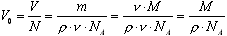 V₀ = V/N = m/(ρ · ν · N_A) = (ν · M)/(ρ · ν · N_A) = M/(ρ · N_A)